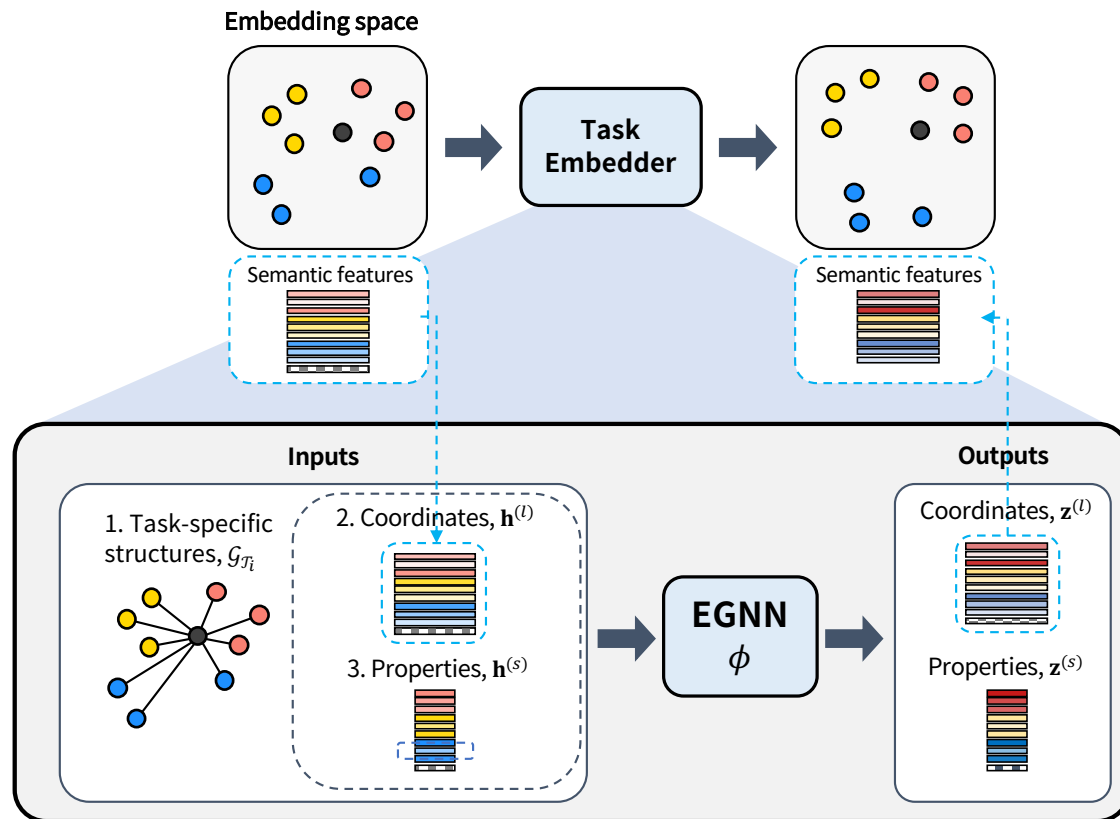 Embedding space
Task
Embedder
Semantic features
Semantic features
Inputs
Outputs
1. Task-specific
structures, 𝒢_𝒯ᵢ
2. Coordinates, 𝐡⁽ˡ⁾
3. Properties, 𝐡⁽ˢ⁾
EGNN
ϕ
Coordinates, 𝐳⁽ˡ⁾
Properties, 𝐳⁽ˢ⁾